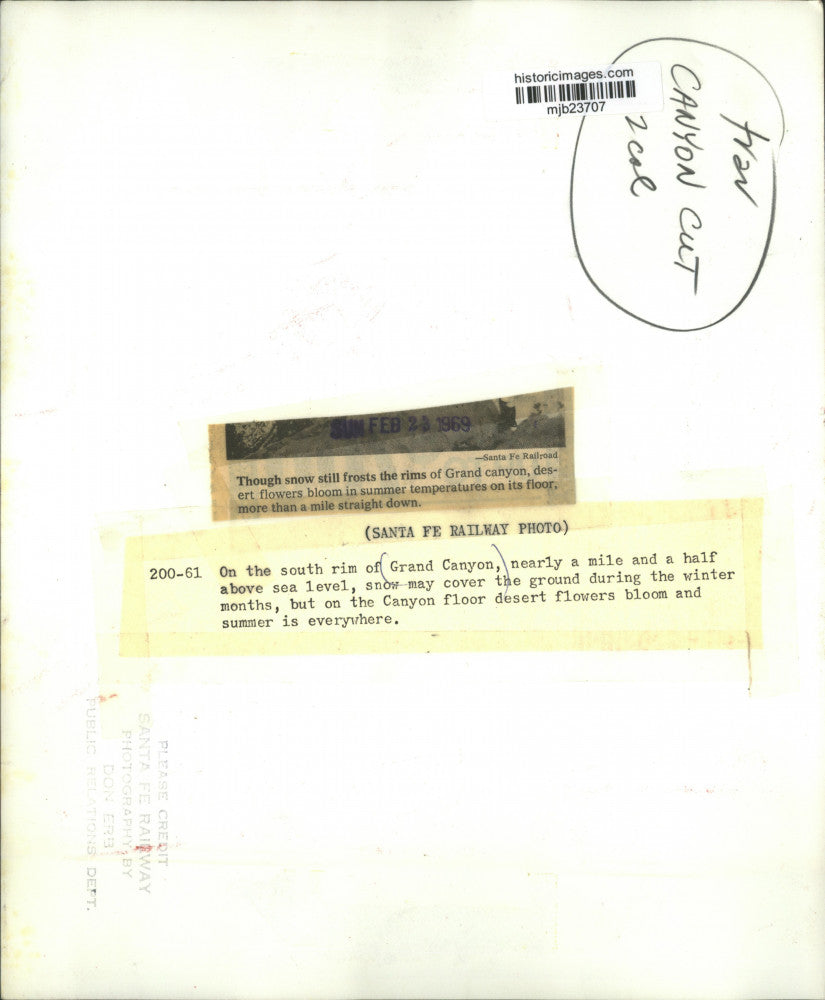 historicimages.com
mjb23707
trav
CANYON CUT
2 col
SUN FEB 23 1969
—Santa Fe Railroad
Though snow still frosts the rims of Grand canyon, des-
ert flowers bloom in summer temperatures on its floor,
more than a mile straight down.
(SANTA FE RAILWAY PHOTO)
200-61 On the south rim of Grand Canyon, nearly a mile and a half
above sea level, snow may cover the ground during the winter
months, but on the Canyon floor desert flowers bloom and
summer is everywhere.
PLEASE CREDIT
SANTA FE RAILWAY
PHOTOGRAPHY BY
DON ERB
PUBLIC RELATIONS DEPT.